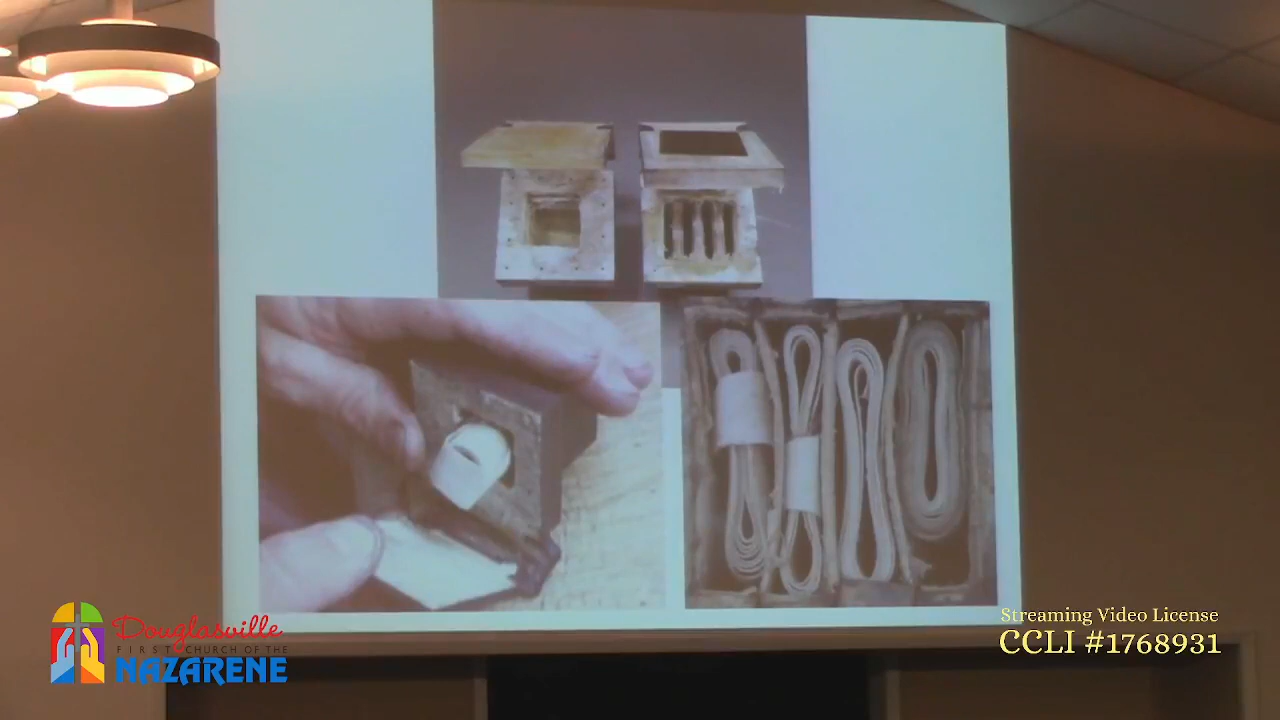 Douglasville
FIRST CHURCH OF THE
NAZARENE
Streaming Video License
CCLI #1768931